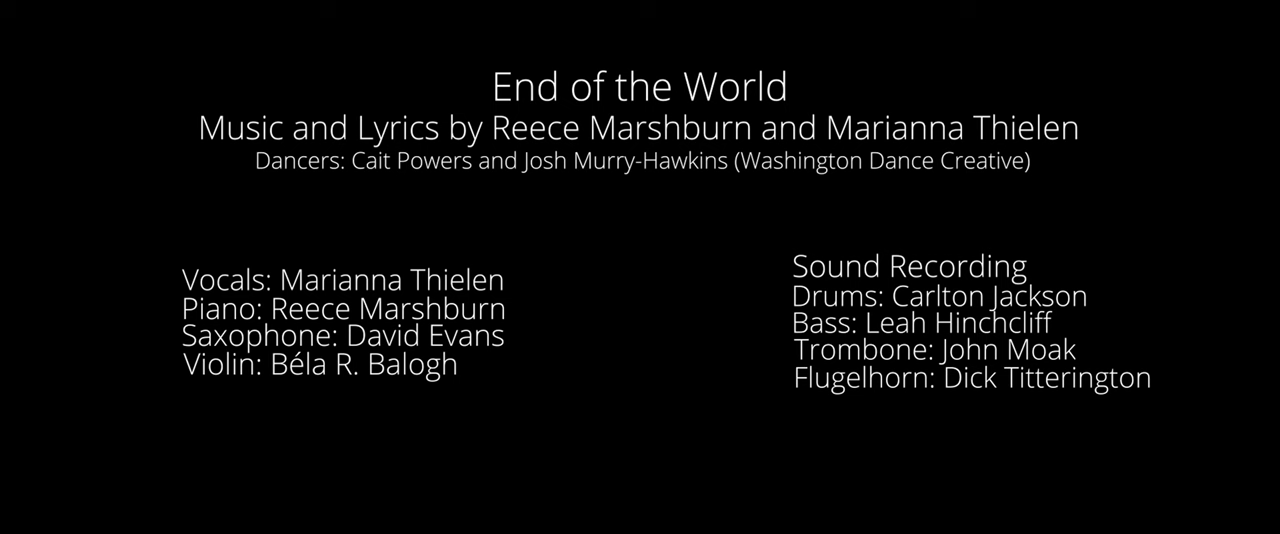 End of the World
Music and Lyrics by Reece Marshburn and Marianna Thielen
Dancers: Cait Powers and Josh Murry-Hawkins (Washington Dance Creative)
Vocals: Marianna Thielen
Piano: Reece Marshburn
Saxophone: David Evans
Violin: Béla R. Balogh
Sound Recording
Drums: Carlton Jackson
Bass: Leah Hinchcliff
Trombone: John Moak
Flugelhorn: Dick Titterington